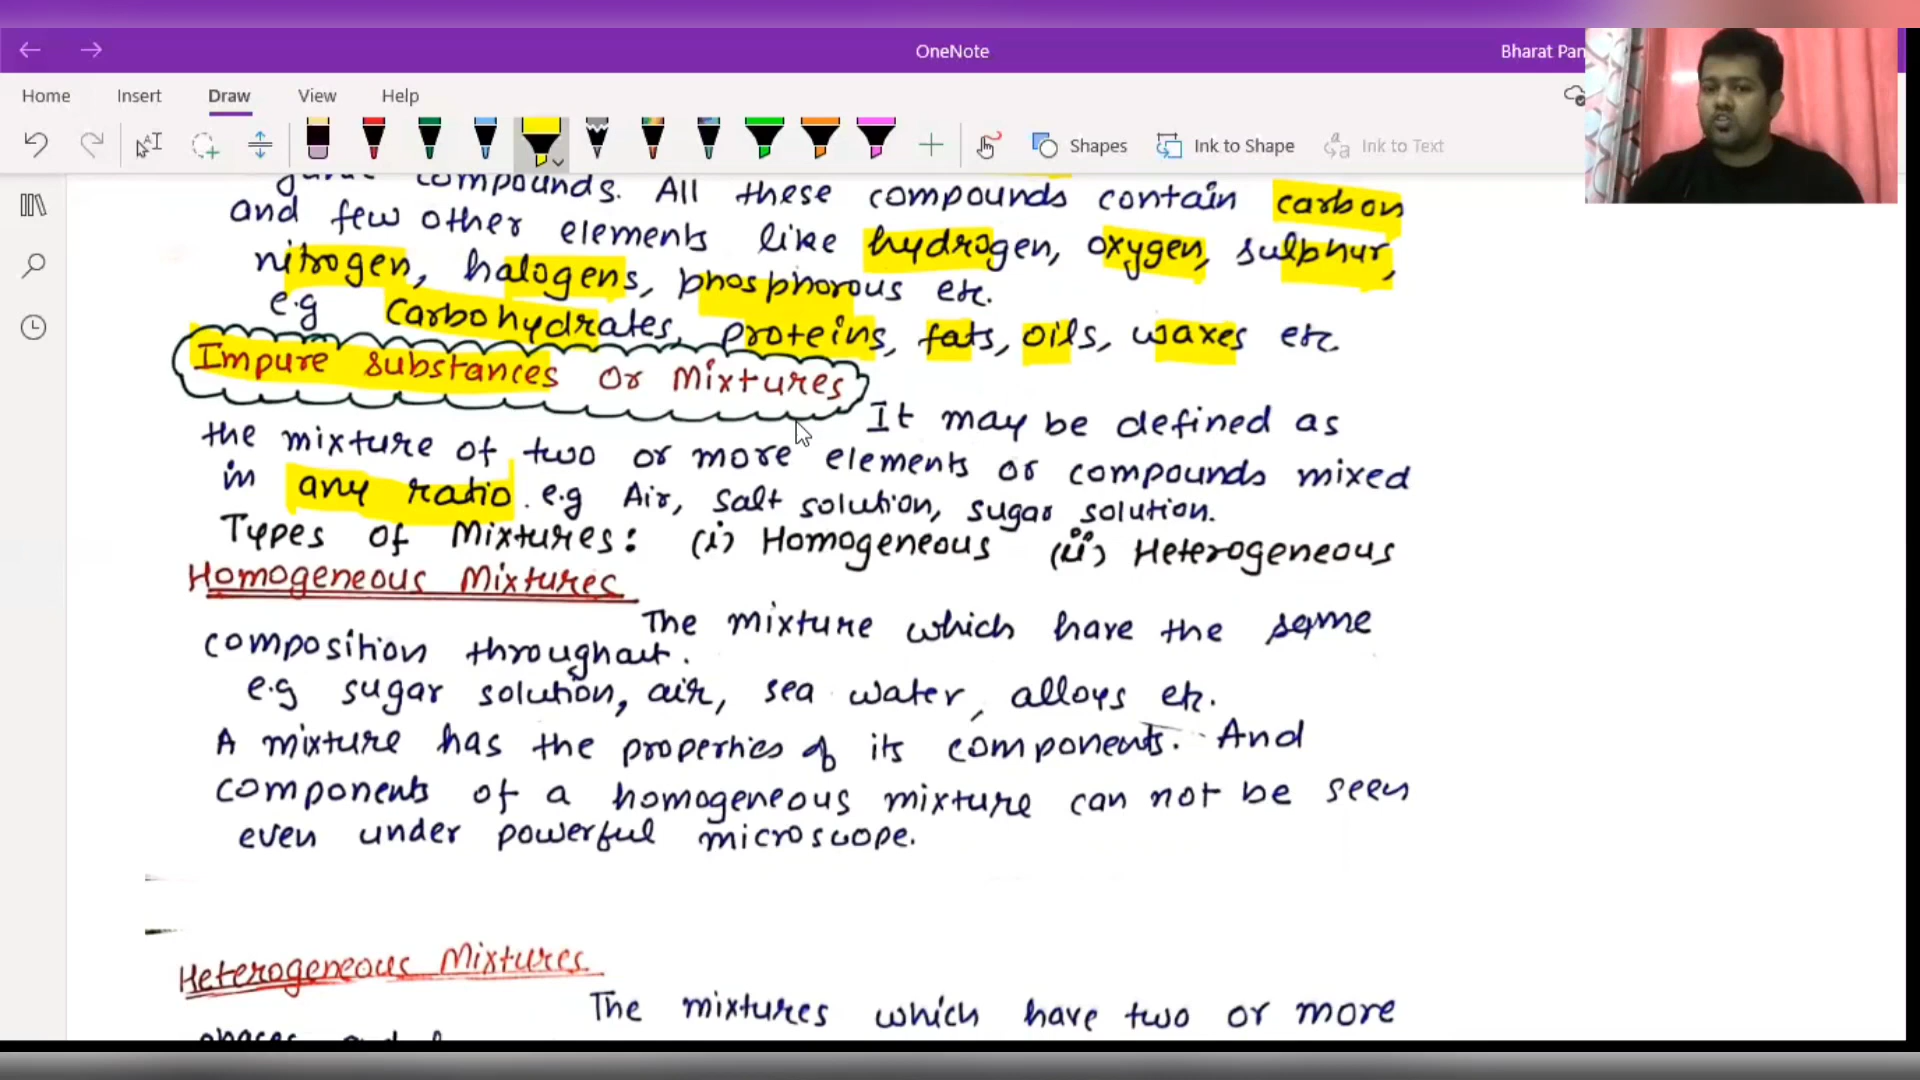 OneNote
Bharat Pan
Home Insert Draw View Help
Shapes Ink to Shape Ink to Text
compounds. All these compounds contain carbon
and few other elements like hydrogen, oxygen, sulphur,
nitrogen, halogens, phosphorous etc.
e.g Carbohydrates, proteins, fats, oils, waxes etc.
Impure Substances Or Mixtures
It may be defined as
the mixture of two or more elements or compounds mixed
in any ratio. e.g Air, salt solution, sugar solution.
Types of Mixtures: (i) Homogeneous (ii) Heterogeneous
Homogeneous Mixtures
The mixture which have the same
composition throughout.
e.g sugar solution, air, sea water, alloys etc.
A mixture has the properties of its components. And
components of a homogeneous mixture can not be seen
even under powerful microscope.
Heterogeneous Mixtures
The mixtures which have two or more